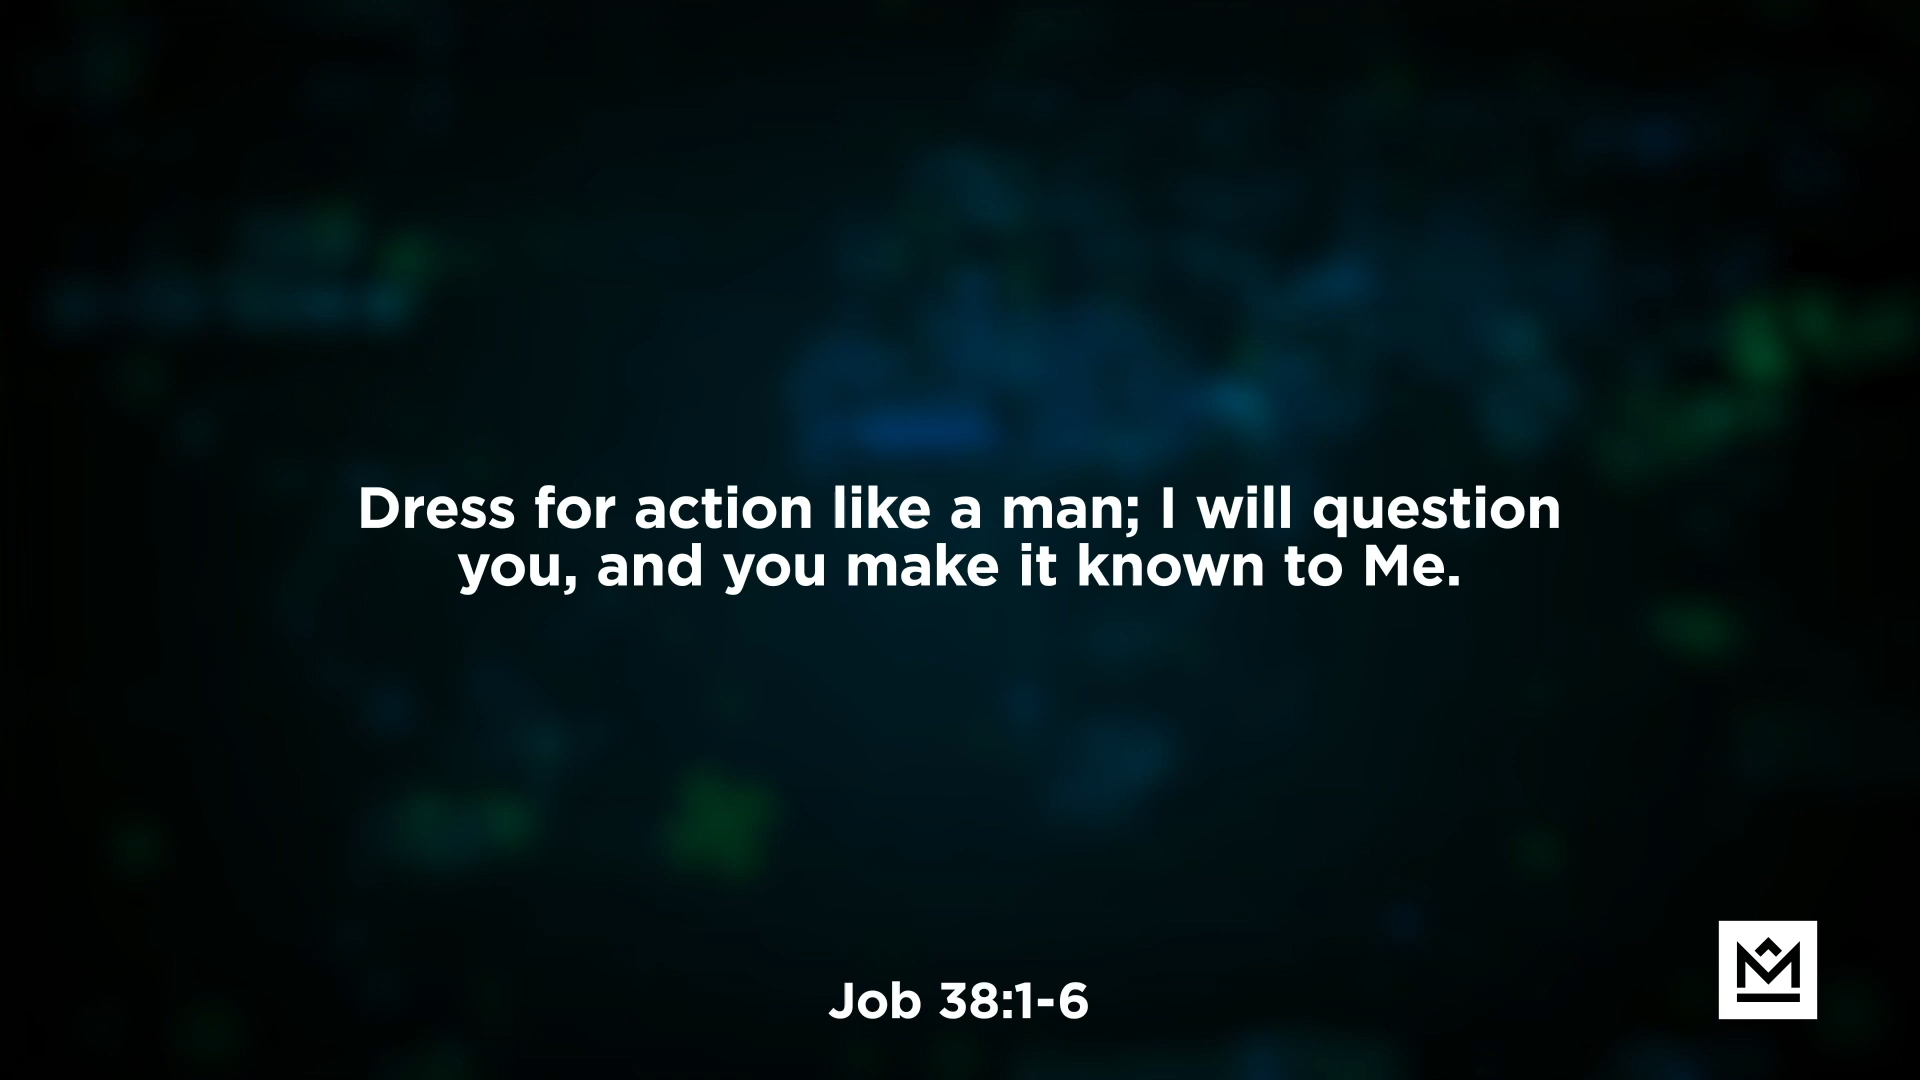 Dress for action like a man; I will question
you, and you make it known to Me.
Job 38:1-6